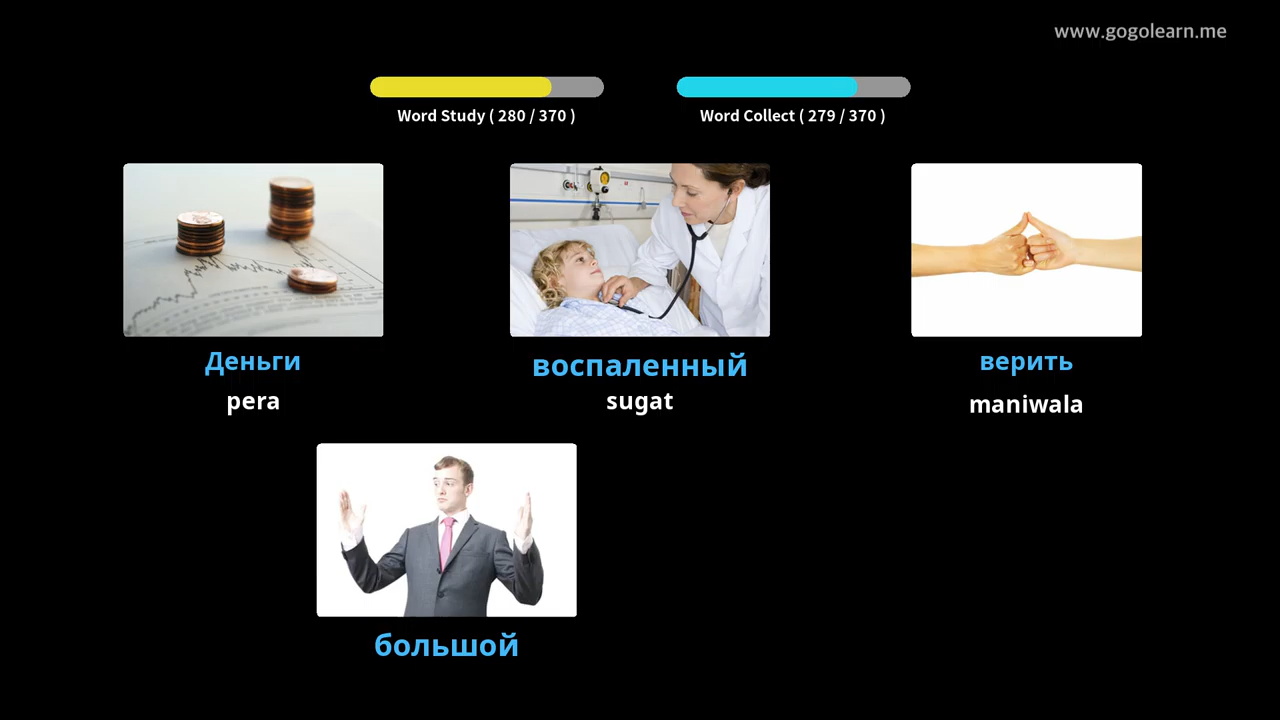 www.gogolearn.me
Word Study ( 280 / 370 )
Word Collect ( 279 / 370 )
Деньги
воспаленный
верить
pera
sugat
maniwala
большой